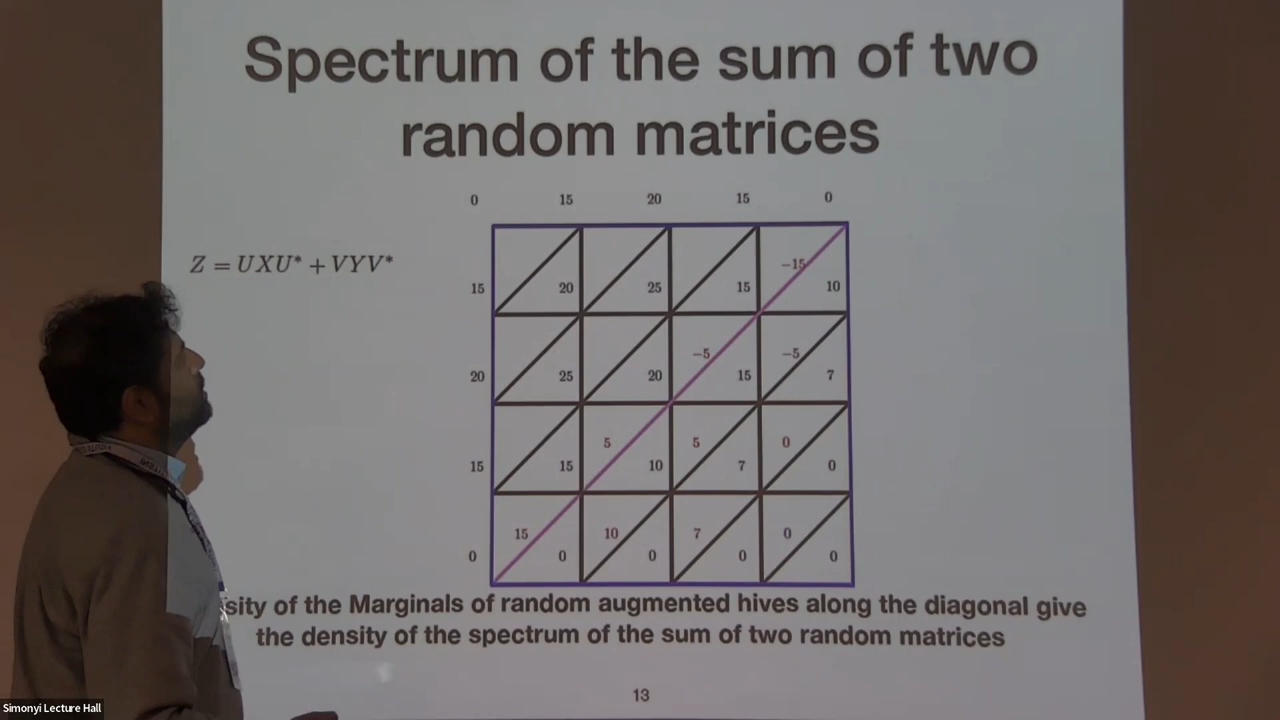 Spectrum of the sum of two
random matrices
0 15 20 15 0
Z = UXU* + VYV*
-15
15 20 25 15 10
-5 -5
20 25 20 15 7
5 5 0
15 15 10 7 0
15 10 7 0
0 0 0 0 0
of the Marginals of random augmented hives along the diagonal give
the density of the spectrum of the sum of two random matrices
13
Simonyi Lecture Hall